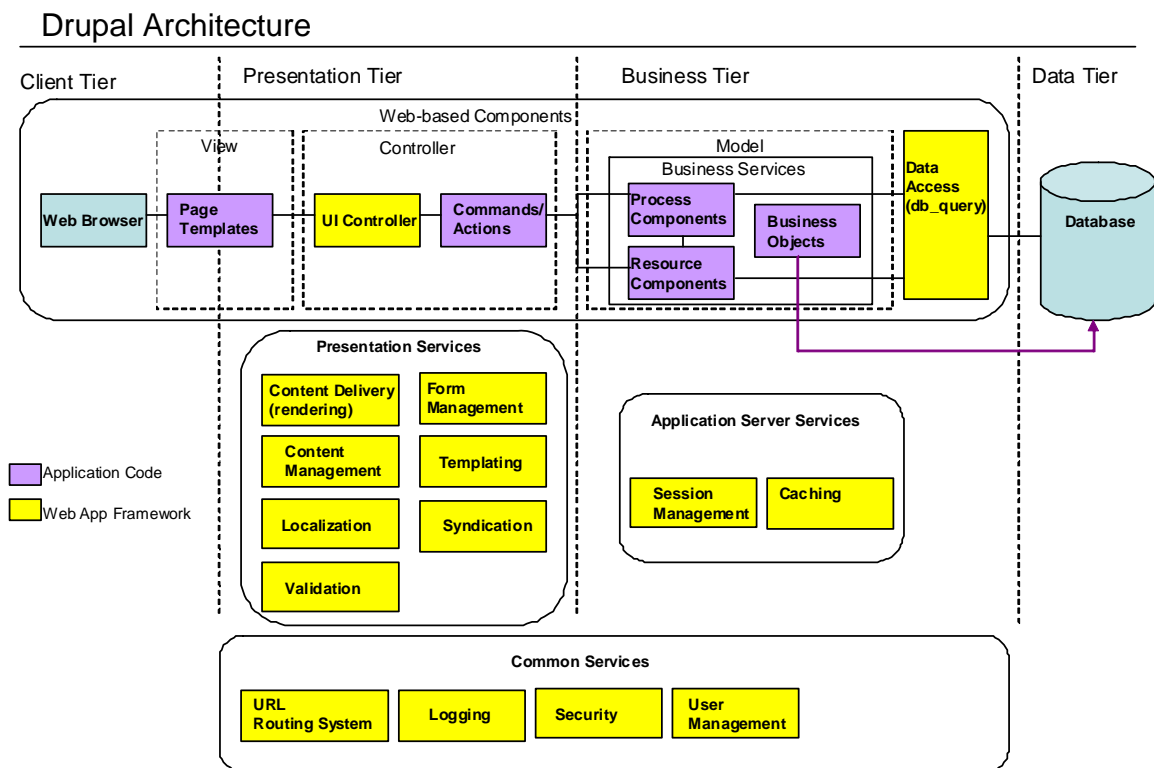 Drupal Architecture
Client Tier
Presentation Tier
Business Tier
Data Tier
Web-based Components
View
Controller
Model
Business Services
Web Browser
Page
Templates
UI Controller
Commands/
Actions
Process
Components
Resource
Components
Business
Objects
Data
Access
(db_query)
Database
Presentation Services
Content Delivery
(rendering)
Form
Management
Content
Management
Templating
Localization
Syndication
Validation
Application Server Services
Session
Management
Caching
Application Code
Web App Framework
Common Services
URL
Routing System
Logging
Security
User
Management